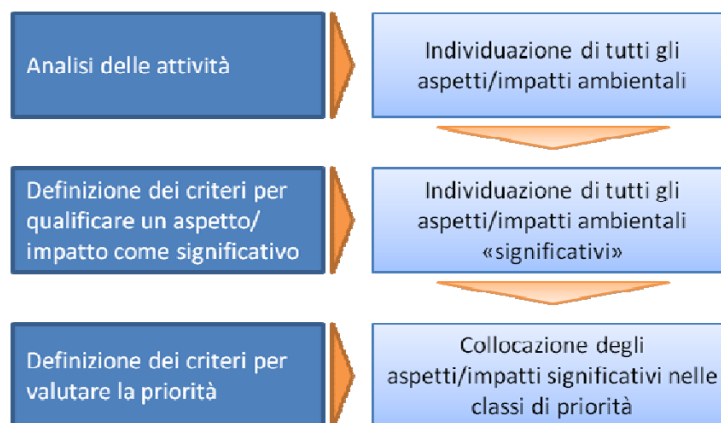 Analisi delle attività
Individuazione di tutti gli
aspetti/impatti ambientali
Definizione dei criteri per
qualificare un aspetto/
impatto come significativo
Individuazione di tutti gli
aspetti/impatti ambientali
«significativi»
Definizione dei criteri per
valutare la priorità
Collocazione degli
aspetti/impatti significativi nelle
classi di priorità